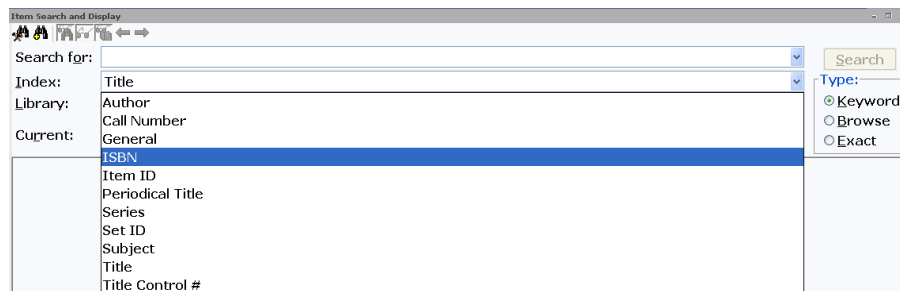 Item Search and Display
Search for:
Search
Index: Title
Type:
Library:
Author
Keyword
Call Number
Browse
Current:
General
Exact
ISBN
Item ID
Periodical Title
Series
Set ID
Subject
Title
Title Control #